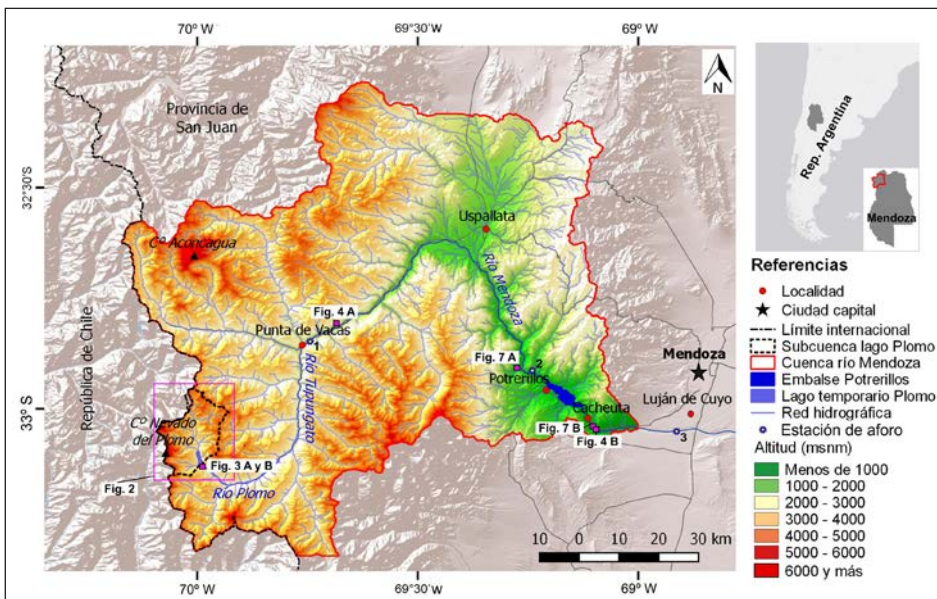 70° W
69°30' W
69° W
32°30' S
33° S
Provincia de
San Juan
N
Uspallata
C° Aconcagua
Río Mendoza
Fig. 4 A
Punta de Vacas
1
República de Chile
Río Tupungato
Fig. 7 A
2
Potrerillos
Mendoza
Luján de Cuyo
Cacheuta
Fig. 7 B
Fig. 4 B
3
C° Nevado
del Plomo
Fig. 3 A y B
Fig. 2
Río Plomo
10 0 10 20 30 km
70° W
69°30' W
69° W
Rep. Argentina
Mendoza
Referencias
Localidad
Ciudad capital
Límite internacional
Subcuenca lago Plomo
Cuenca río Mendoza
Embalse Potrerillos
Lago temporario Plomo
Red hidrográfica
Estación de aforo
Altitud (msnm)
Menos de 1000
1000 - 2000
2000 - 3000
3000 - 4000
4000 - 5000
5000 - 6000
6000 y más